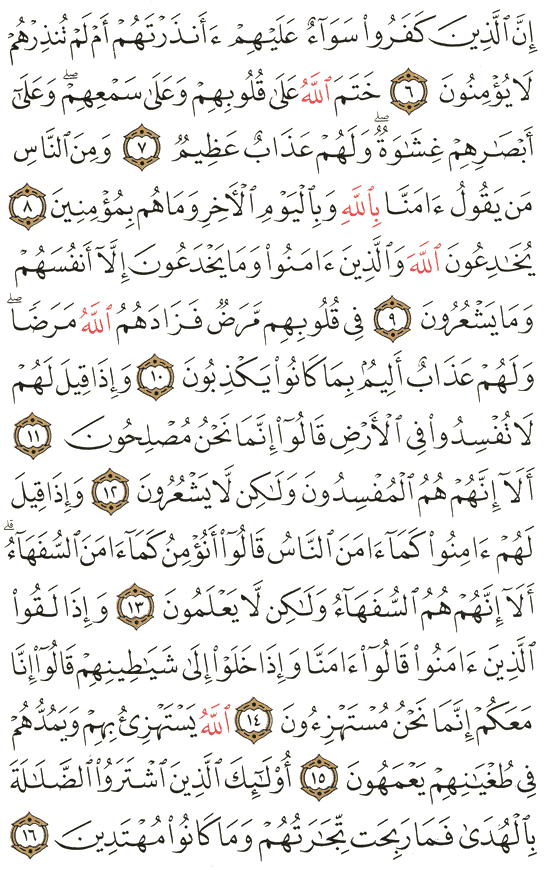 إِنَّ ٱلَّذِينَ كَفَرُوا۟ سَوَآءٌ عَلَيْهِمْ ءَأَنذَرْتَهُمْ أَمْ لَمْ تُنذِرْهُمْ
لَا يُؤْمِنُونَ ٦ خَتَمَ ٱللَّهُ عَلَىٰ قُلُوبِهِمْ وَعَلَىٰ سَمْعِهِمْ ۖ وَعَلَىٰٓ
أَبْصَـٰرِهِمْ غِشَـٰوَةٌ ۖ وَلَهُمْ عَذَابٌ عَظِيمٌ ٧ وَمِنَ ٱلنَّاسِ
مَن يَقُولُ ءَامَنَّا بِٱللَّهِ وَبِٱلْيَوْمِ ٱلْـَٔاخِرِ وَمَا هُم بِمُؤْمِنِينَ ٨
يُخَـٰدِعُونَ ٱللَّهَ وَٱلَّذِينَ ءَامَنُوا۟ وَمَا يَخْدَعُونَ إِلَّآ أَنفُسَهُمْ
وَمَا يَشْعُرُونَ ٩ فِى قُلُوبِهِم مَّرَضٌ فَزَادَهُمُ ٱللَّهُ مَرَضًا ۖ
وَلَهُمْ عَذَابٌ أَلِيمٌۢ بِمَا كَانُوا۟ يَكْذِبُونَ ١٠ وَإِذَا قِيلَ لَهُمْ
لَا تُفْسِدُوا۟ فِى ٱلْأَرْضِ قَالُوٓا۟ إِنَّمَا نَحْنُ مُصْلِحُونَ ١١
أَلَآ إِنَّهُمْ هُمُ ٱلْمُفْسِدُونَ وَلَـٰكِن لَّا يَشْعُرُونَ ١٢ وَإِذَا قِيلَ
لَهُمْ ءَامِنُوا۟ كَمَآ ءَامَنَ ٱلنَّاسُ قَالُوٓا۟ أَنُؤْمِنُ كَمَآ ءَامَنَ ٱلسُّفَهَآءُ ۗ
أَلَآ إِنَّهُمْ هُمُ ٱلسُّفَهَآءُ وَلَـٰكِن لَّا يَعْلَمُونَ ١٣ وَإِذَا لَقُوا۟
ٱلَّذِينَ ءَامَنُوا۟ قَالُوٓا۟ ءَامَنَّا وَإِذَا خَلَوْا۟ إِلَىٰ شَيَـٰطِينِهِمْ قَالُوٓا۟ إِنَّا
مَعَكُمْ إِنَّمَا نَحْنُ مُسْتَهْزِءُونَ ١٤ ٱللَّهُ يَسْتَهْزِئُ بِهِمْ وَيَمُدُّهُمْ
فِى طُغْيَـٰنِهِمْ يَعْمَهُونَ ١٥ أُو۟لَـٰٓئِكَ ٱلَّذِينَ ٱشْتَرَوُا۟ ٱلضَّلَـٰلَةَ
بِٱلْهُدَىٰ فَمَا رَبِحَت تِّجَـٰرَتُهُمْ وَمَا كَانُوا۟ مُهْتَدِينَ ١٦